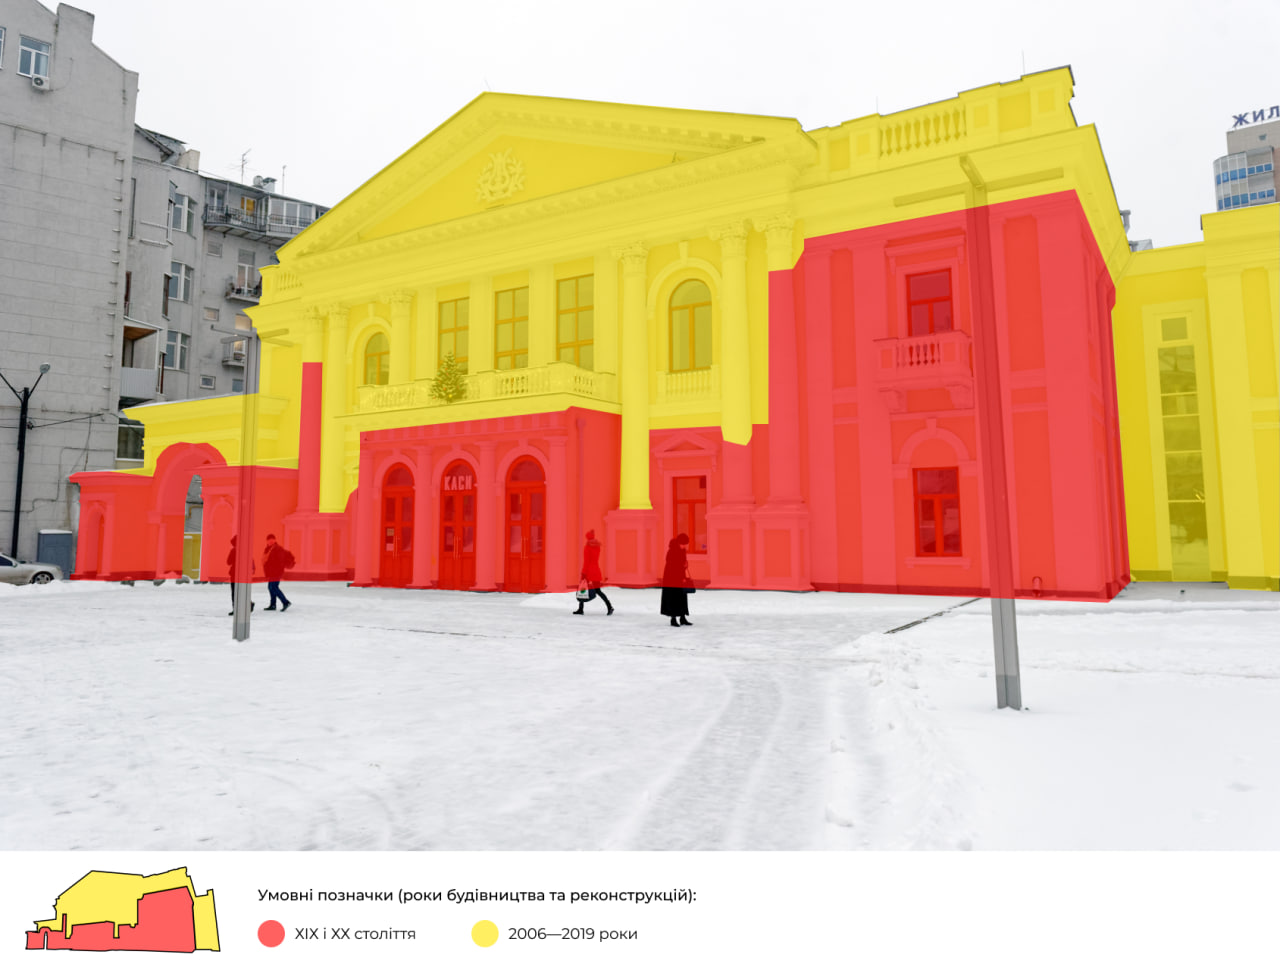 ЖИЛ
КАСИ
Умовні позначки (роки будівництва та реконструкцій):
XIX і XX століття
2006—2019 роки